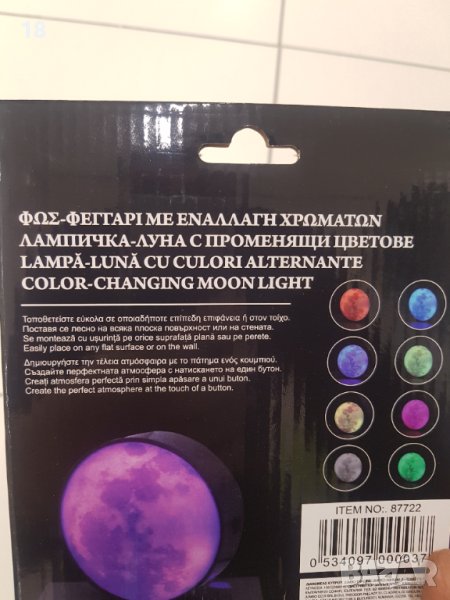 18
ΦΩΣ-ΦΕΓΓΑΡΙ ΜΕ ΕΝΑΛΛΑΓΗ ΧΡΩΜΑΤΩΝ
ЛАМПИЧКА-ЛУНА С ПРОМЕНЯЩИ ЦВЕТОВЕ
LAMPĂ-LUNĂ CU CULORI ALTERNANTE
COLOR-CHANGING MOON LIGHT
Τοποθετείστε εύκολα σε οποιαδήποτε επίπεδη επιφάνεια ή στον τοίχο.
Поставя се лесно на всяка плоска повърхност или на стената.
Se montează cu ușurință pe orice suprafață plană sau pe perete.
Easily place on any flat surface or on the wall.
Δημιουργήστε την τέλεια ατμόσφαιρα με το πάτημα ενός κουμπιού.
Създайте перфектната атмосфера с натискането на един бутон.
Creați atmosfera perfectă prin simpla apăsare a unui buton.
Create the perfect atmosphere at the touch of a button.
ITEM NO:. 87722
0 534097 000037